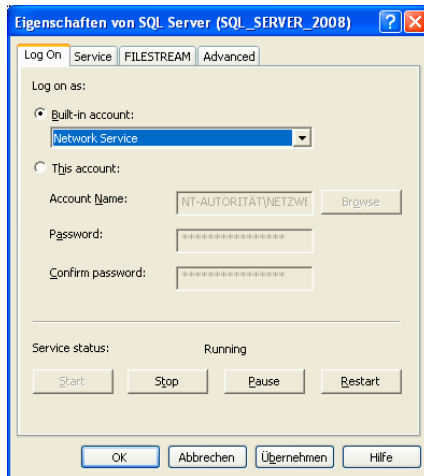 Eigenschaften von SQL Server (SQL_SERVER_2008)
Log On Service FILESTREAM Advanced
Log on as:
Built-in account:
Network Service
This account:
Account Name: NT-AUTORITÄT\NETZWE Browse
Password: ****************
Confirm password: ****************
Service status: Running
Start Stop Pause Restart
OK Abbrechen Übernehmen Hilfe